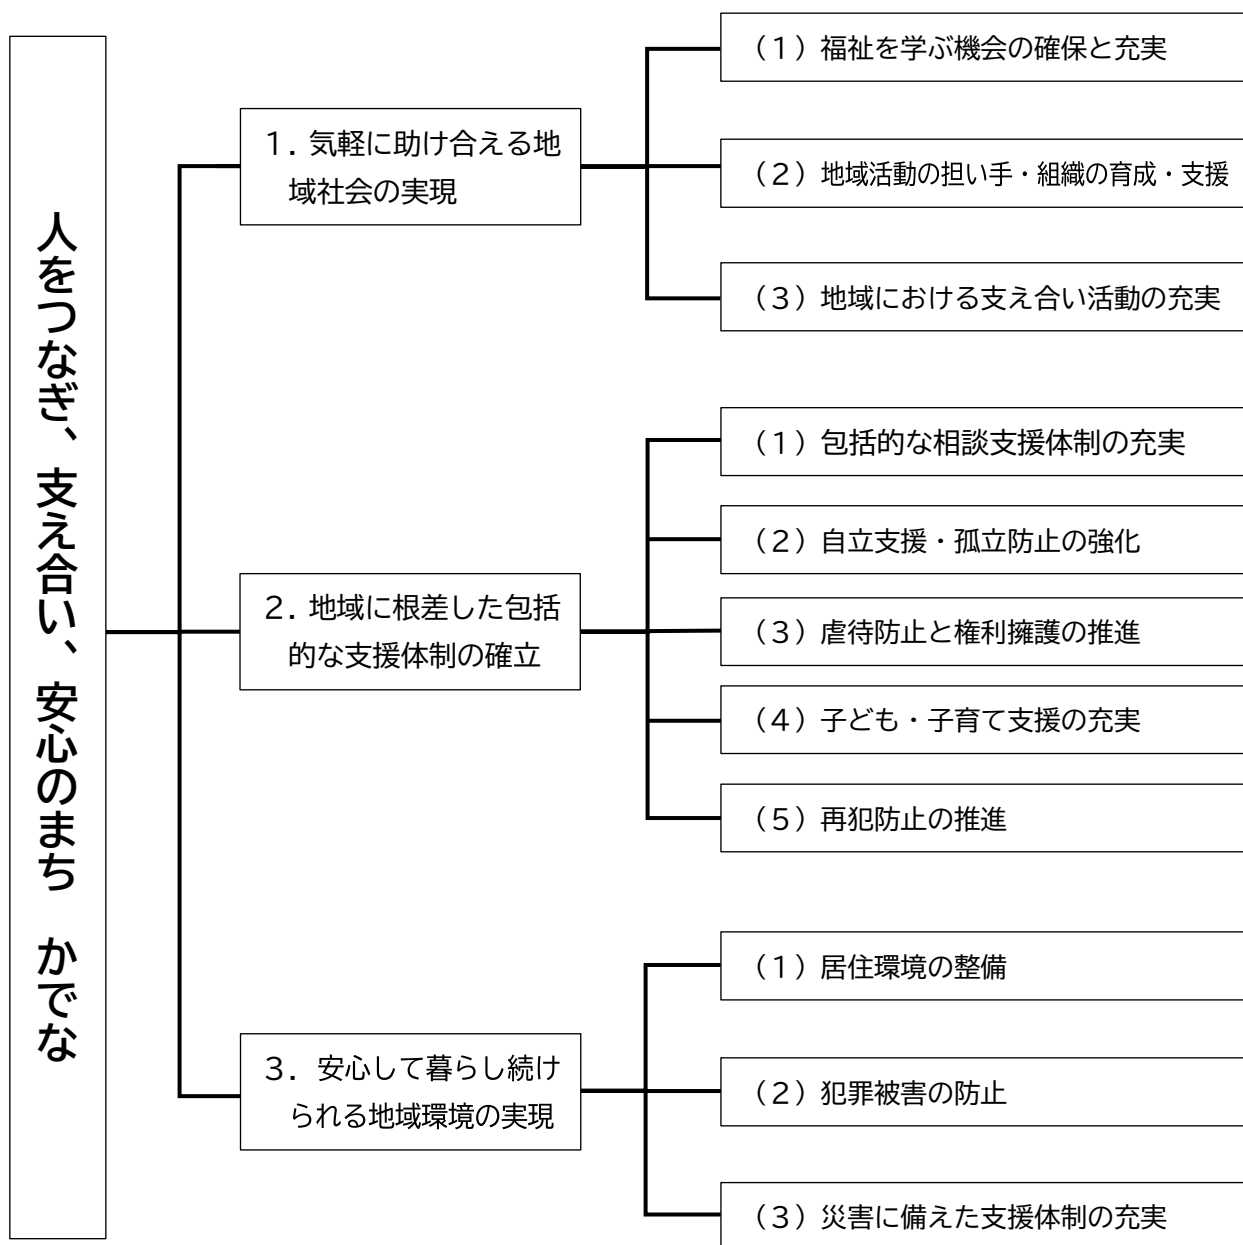 人をつなぎ、支え合い、安心のまち　かでな
１．気軽に助け合える地
域社会の実現
（１）福祉を学ぶ機会の確保と充実
（２）地域活動の担い手・組織の育成・支援
（３）地域における支え合い活動の充実
２．地域に根差した包括
的な支援体制の確立
（１）包括的な相談支援体制の充実
（２）自立支援・孤立防止の強化
（３）虐待防止と権利擁護の推進
（４）子ども・子育て支援の充実
（５）再犯防止の推進
３．安心して暮らし続け
られる地域環境の実現
（１）居住環境の整備
（２）犯罪被害の防止
（３）災害に備えた支援体制の充実